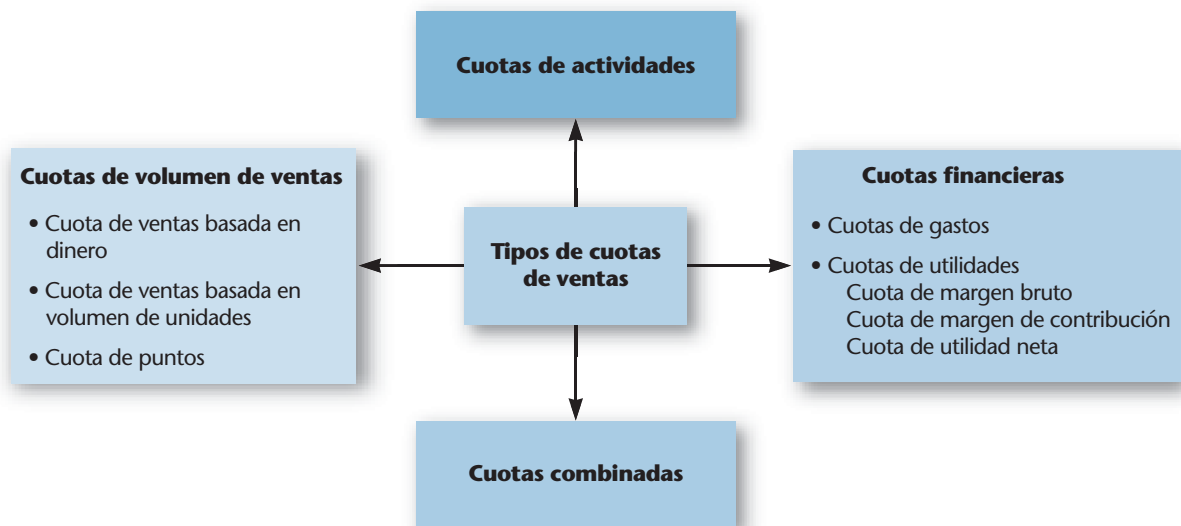 Cuotas de actividades
Cuotas de volumen de ventas
• Cuota de ventas basada en
dinero
• Cuota de ventas basada en
volumen de unidades
• Cuota de puntos
Tipos de cuotas
de ventas
Cuotas financieras
• Cuotas de gastos
• Cuotas de utilidades
Cuota de margen bruto
Cuota de margen de contribución
Cuota de utilidad neta
Cuotas combinadas